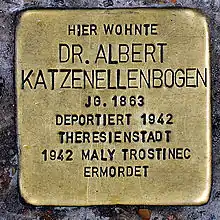 HIER WOHNTE
DR. ALBERT
KATZENELLENBOGEN
JG. 1863
DEPORTIERT 1942
THERESIENSTADT
1942 MALY TROSTINEC
ERMORDET